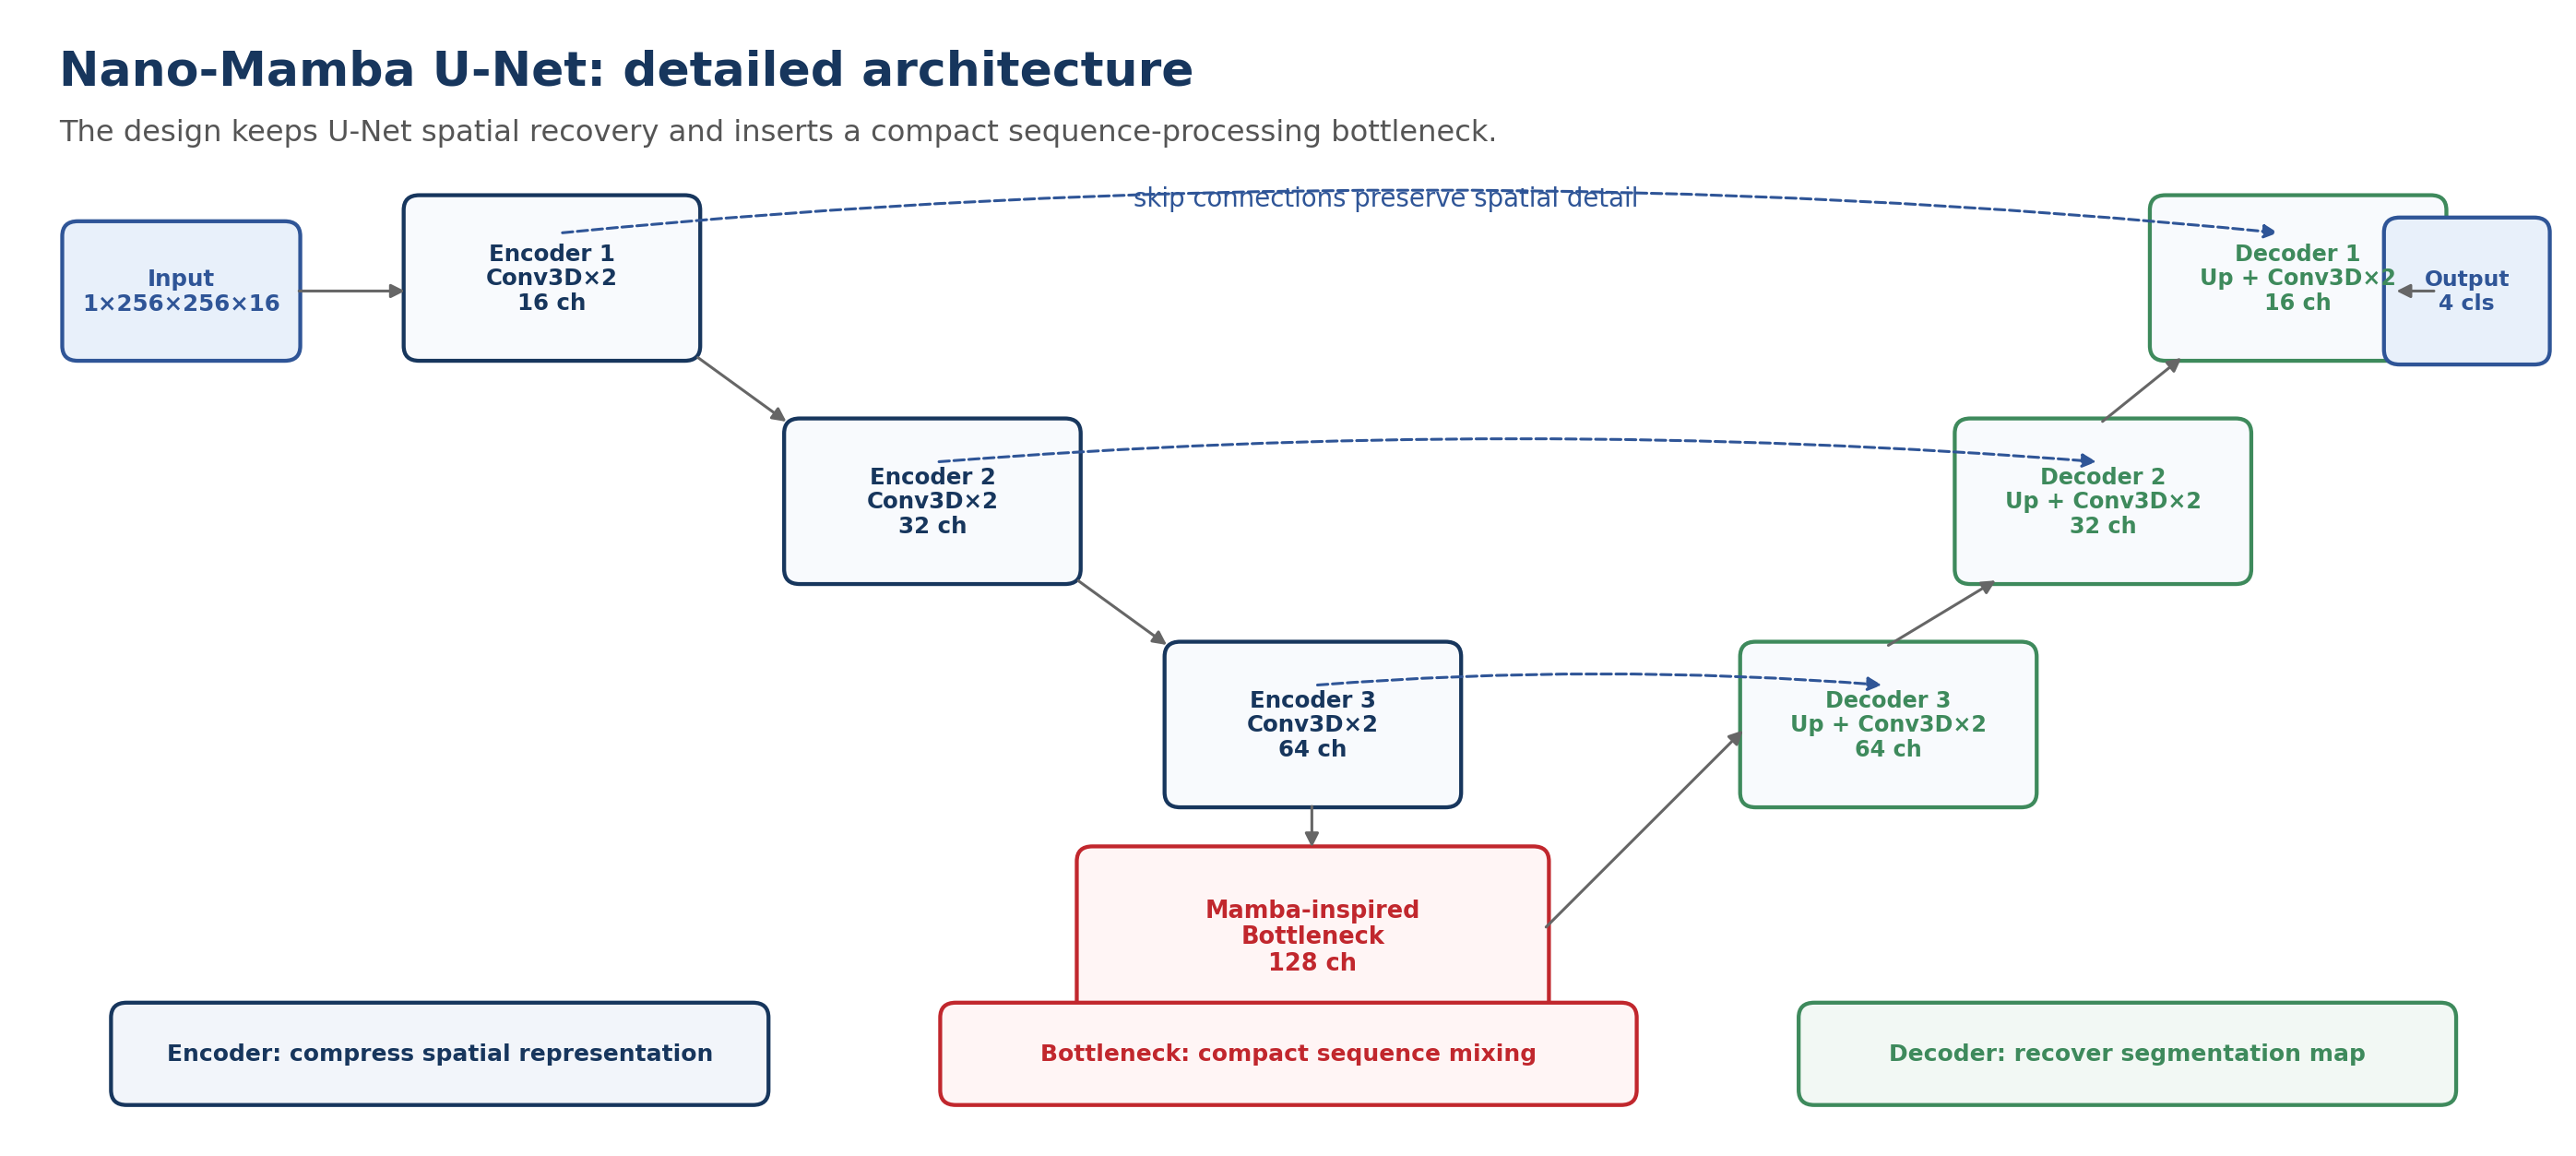 Nano-Mamba U-Net: detailed architecture
The design keeps U-Net spatial recovery and inserts a compact sequence-processing bottleneck.
skip connections preserve spatial detail
Input
1×256×256×16
Encoder 1
Conv3D×2
16 ch
Decoder 1
Up + Conv3D×2
16 ch
Output
4 cls
Encoder 2
Conv3D×2
32 ch
Decoder 2
Up + Conv3D×2
32 ch
Encoder 3
Conv3D×2
64 ch
Decoder 3
Up + Conv3D×2
64 ch
Mamba-inspired
Bottleneck
128 ch
Encoder: compress spatial representation
Bottleneck: compact sequence mixing
Decoder: recover segmentation map